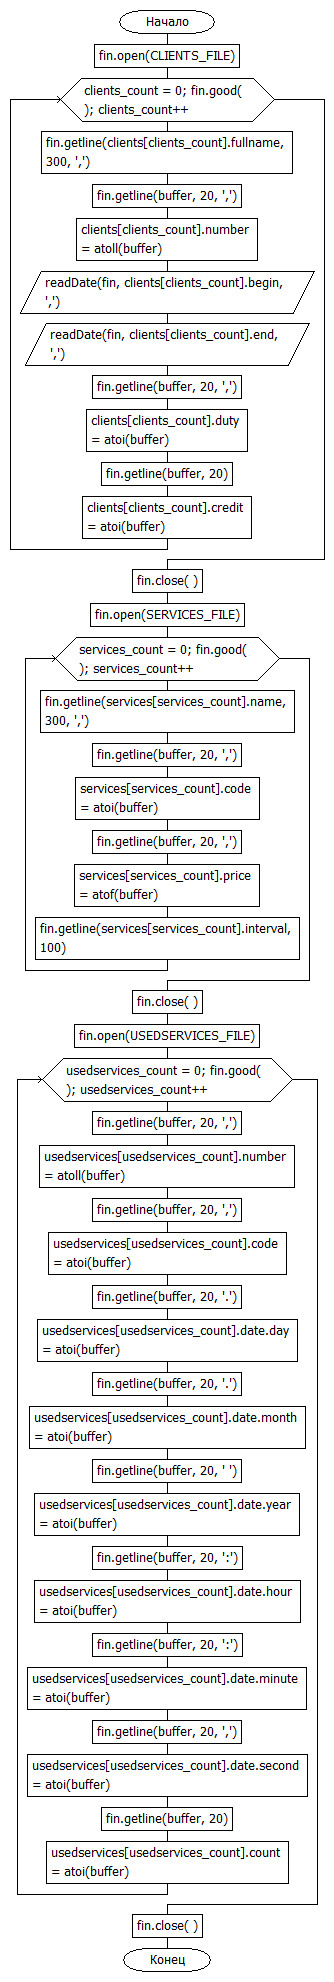 Начало
fin.open(CLIENTS_FILE)
clients_count = 0; fin.good(
); clients_count++
fin.getline(clients[clients_count].fullname,
300, ',')
fin.getline(buffer, 20, ',')
clients[clients_count].number
= atoll(buffer)
readDate(fin, clients[clients_count].begin,
',')
readDate(fin, clients[clients_count].end,
',')
fin.getline(buffer, 20, ',')
clients[clients_count].duty
= atoi(buffer)
fin.getline(buffer, 20)
clients[clients_count].credit
= atoi(buffer)
fin.close( )
fin.open(SERVICES_FILE)
services_count = 0; fin.good(
); services_count++
fin.getline(services[services_count].name,
300, ',')
fin.getline(buffer, 20, ',')
services[services_count].code
= atoi(buffer)
fin.getline(buffer, 20, ',')
services[services_count].price
= atof(buffer)
fin.getline(services[services_count].interval,
100)
fin.close( )
fin.open(USEDSERVICES_FILE)
usedservices_count = 0; fin.good(
); usedservices_count++
fin.getline(buffer, 20, ',')
usedservices[usedservices_count].number
= atoll(buffer)
fin.getline(buffer, 20, ',')
usedservices[usedservices_count].code
= atoi(buffer)
fin.getline(buffer, 20, '.')
usedservices[usedservices_count].date.day
= atoi(buffer)
fin.getline(buffer, 20, '.')
usedservices[usedservices_count].date.month
= atoi(buffer)
fin.getline(buffer, 20, ' ')
usedservices[usedservices_count].date.year
= atoi(buffer)
fin.getline(buffer, 20, ':')
usedservices[usedservices_count].date.hour
= atoi(buffer)
fin.getline(buffer, 20, ':')
usedservices[usedservices_count].date.minute
= atoi(buffer)
fin.getline(buffer, 20, ',')
usedservices[usedservices_count].date.second
= atoi(buffer)
fin.getline(buffer, 20)
usedservices[usedservices_count].count
= atoi(buffer)
fin.close( )
Конец